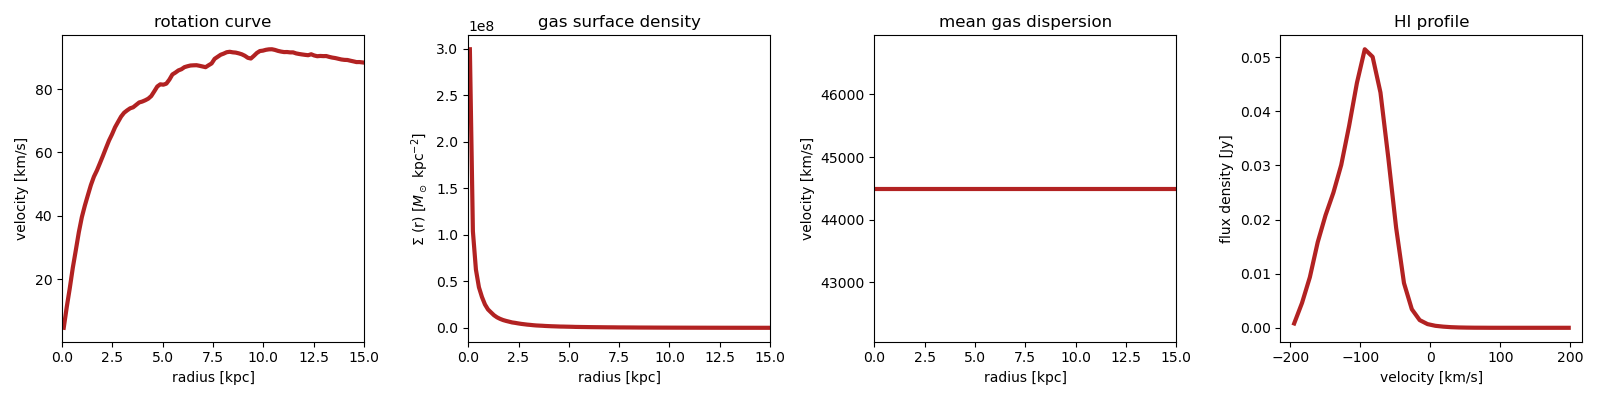 rotation curve
velocity [km/s]
80
60
40
20
0.0 2.5 5.0 7.5 10.0 12.5 15.0
radius [kpc]
gas surface density
1e8
Σ (r) [M⊙ kpc⁻²]
3.0
2.5
2.0
1.5
1.0
0.5
0.0
0.0 2.5 5.0 7.5 10.0 12.5 15.0
radius [kpc]
mean gas dispersion
velocity [km/s]
46000
45000
44000
43000
0.0 2.5 5.0 7.5 10.0 12.5 15.0
radius [kpc]
HI profile
flux density [Jy]
0.05
0.04
0.03
0.02
0.01
0.00
−200 −100 0 100 200
velocity [km/s]